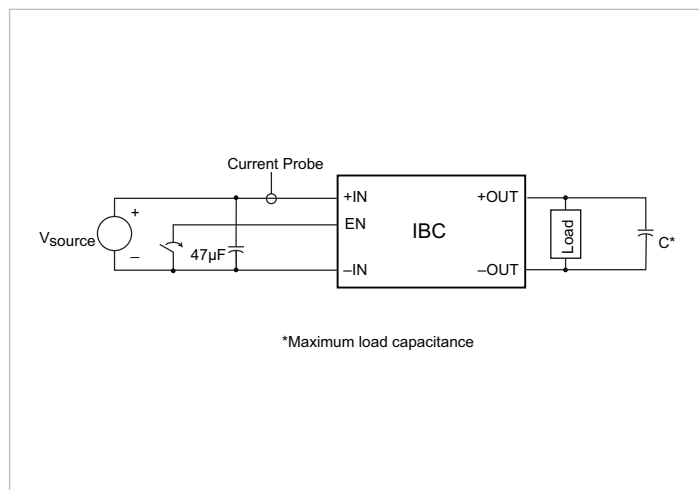 Current Probe
+IN
+OUT
EN
IBC
+
Vsource
Load
C*
–
47µF
–IN
–OUT
*Maximum load capacitance